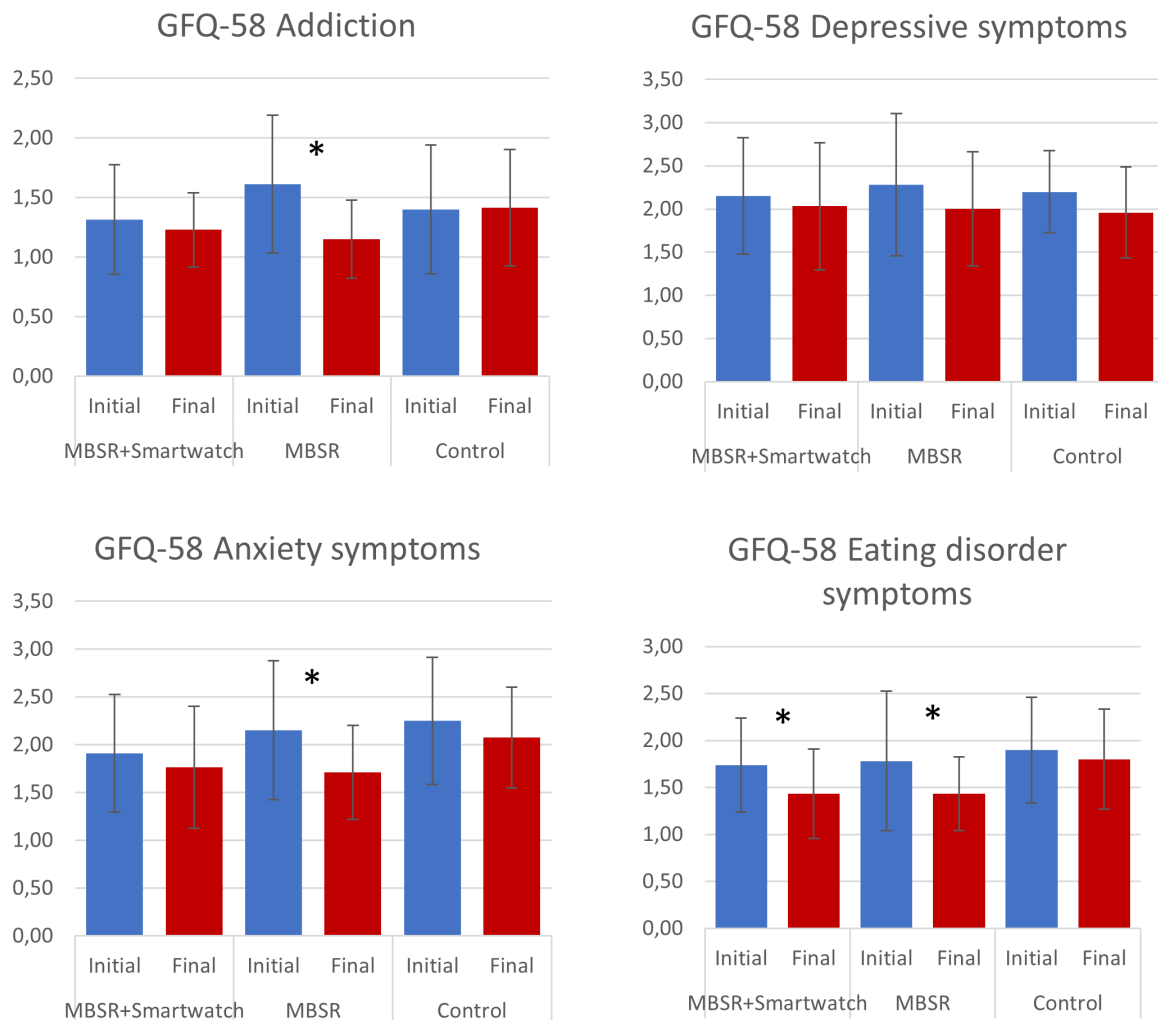 GFQ-58 Addiction
2,50
2,00
*
1,50
1,00
0,50
0,00
Initial Final Initial Final Initial Final
MBSR+Smartwatch MBSR Control
GFQ-58 Depressive symptoms
3,50
3,00
2,50
2,00
1,50
1,00
0,50
0,00
Initial Final Initial Final Initial Final
MBSR+Smartwatch MBSR Control
GFQ-58 Anxiety symptoms
3,50
3,00
*
2,50
2,00
1,50
1,00
0,50
0,00
Initial Final Initial Final Initial Final
MBSR+Smartwatch MBSR Control
GFQ-58 Eating disorder
symptoms
3,00
2,50
* *
2,00
1,50
1,00
0,50
0,00
Initial Final Initial Final Initial Final
MBSR+Smartwatch MBSR Control